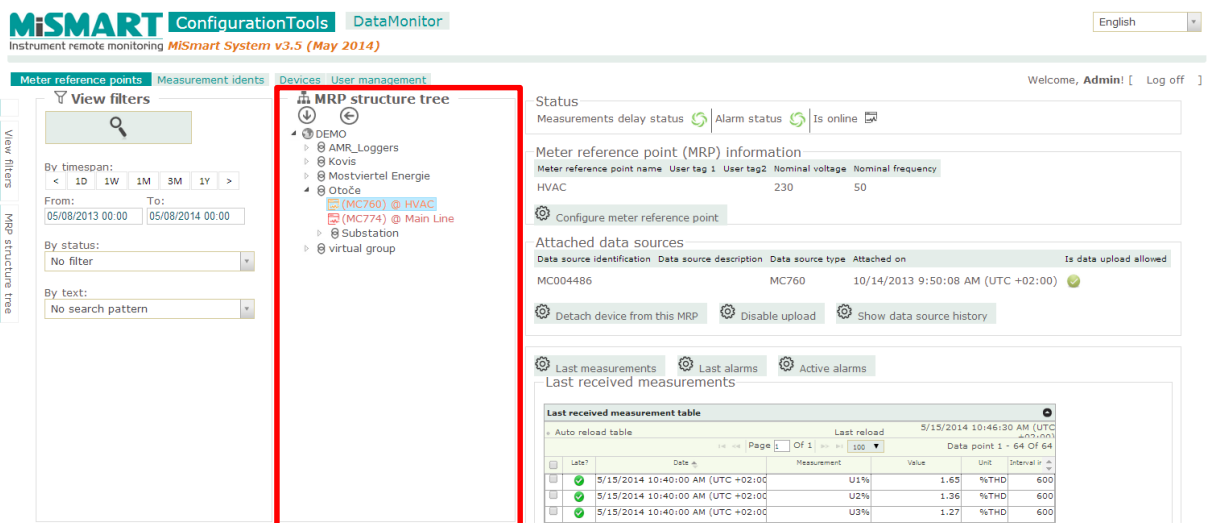 MiSMART ConfigurationTools DataMonitor English
Instrument remote monitoring MiSmart System v3.5 (May 2014)
Meter reference points Measurement idents Devices User management Welcome, Admin! [ Log off ]
View filters
MRP structure tree
View filters
By timespan:
< 1D 1W 1M 3M 1Y >
From: To:
05/08/2013 00:00 05/08/2014 00:00
By status:
No filter
By text:
No search pattern
MRP structure tree
DEMO
AMR_Loggers
Kovis
Mostviertel Energie
Otoče
(MC760) @ HVAC
(MC774) @ Main Line
Substation
virtual group
Status
Measurements delay status Alarm status Is online
Meter reference point (MRP) information
Meter reference point name User tag 1 User tag2 Nominal voltage Nominal frequency
HVAC 230 50
Configure meter reference point
Attached data sources
Data source identification Data source description Data source type Attached on Is data upload allowed
MC004486 MC760 10/14/2013 9:50:08 AM (UTC +02:00)
Detach device from this MRP Disable upload Show data source history
Last measurements Last alarms Active alarms
Last received measurements
Last received measurement table
Auto reload table Last reload 5/15/2014 10:46:30 AM (UTC +02:00)
Page 1 Of 1 100 Data point 1 - 64 Of 64
Late? Date Measurement Value Unit Interval in
5/15/2014 10:40:00 AM (UTC +02:00 U1% 1.65 %THD 600
5/15/2014 10:40:00 AM (UTC +02:00 U2% 1.36 %THD 600
5/15/2014 10:40:00 AM (UTC +02:00 U3% 1.27 %THD 600